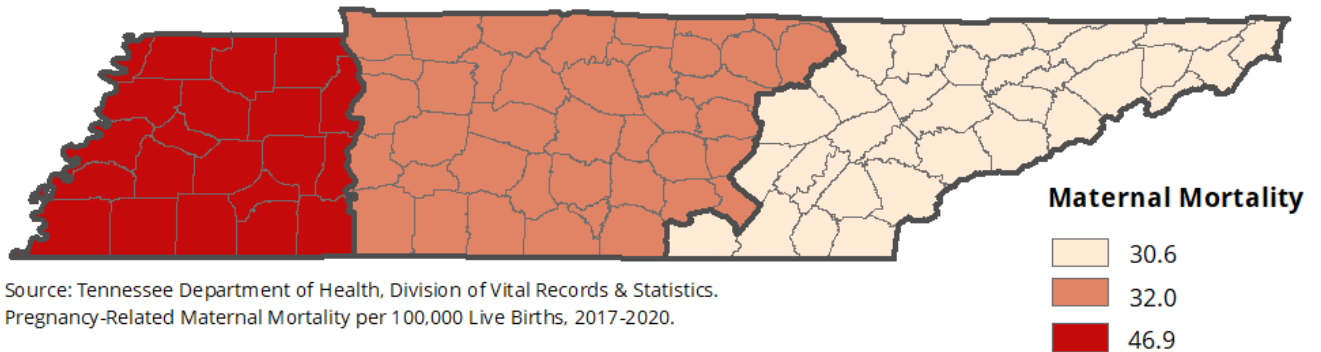 Maternal Mortality
30.6
32.0
46.9
Source: Tennessee Department of Health, Division of Vital Records & Statistics.
Pregnancy-Related Maternal Mortality per 100,000 Live Births, 2017-2020.